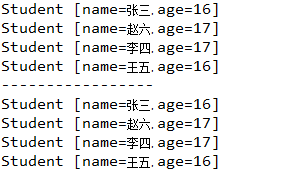 Student [name=张三,age=16]
Student [name=赵六,age=17]
Student [name=李四,age=17]
Student [name=王五,age=16]
-----------------
Student [name=张三,age=16]
Student [name=赵六,age=17]
Student [name=李四,age=17]
Student [name=王五,age=16]